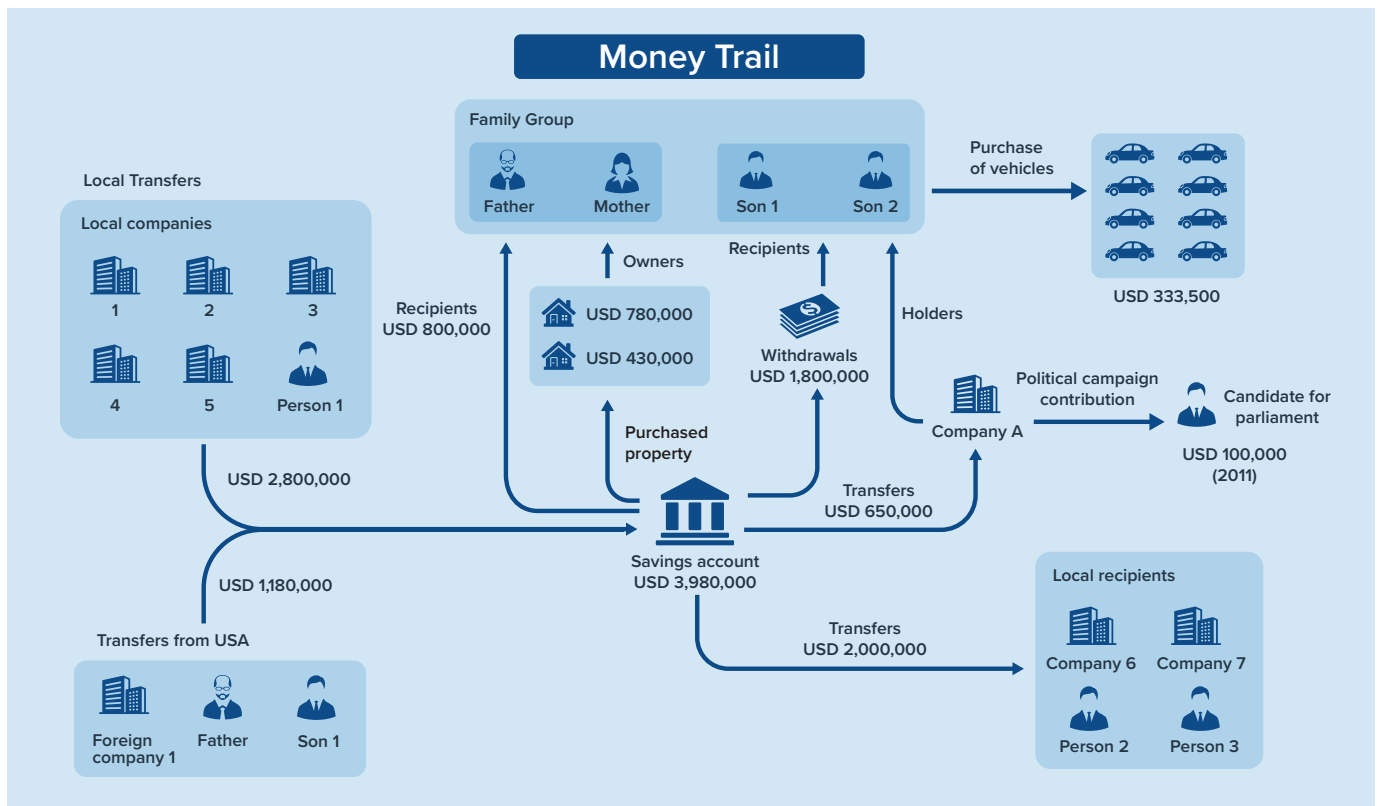 Money Trail
Family Group
Father
Mother
Son 1
Son 2
Purchase
of vehicles
USD 333,500
Local Transfers
Local companies
1
2
3
4
5
Person 1
Recipients
USD 800,000
Owners
USD 780,000
USD 430,000
Purchased
property
Recipients
Withdrawals
USD 1,800,000
Holders
Company A
Political campaign
contribution
Candidate for
parliament
USD 100,000
(2011)
USD 2,800,000
USD 1,180,000
Transfers
USD 650,000
Savings account
USD 3,980,000
Transfers
USD 2,000,000
Transfers from USA
Foreign
company 1
Father
Son 1
Local recipients
Company 6
Company 7
Person 2
Person 3